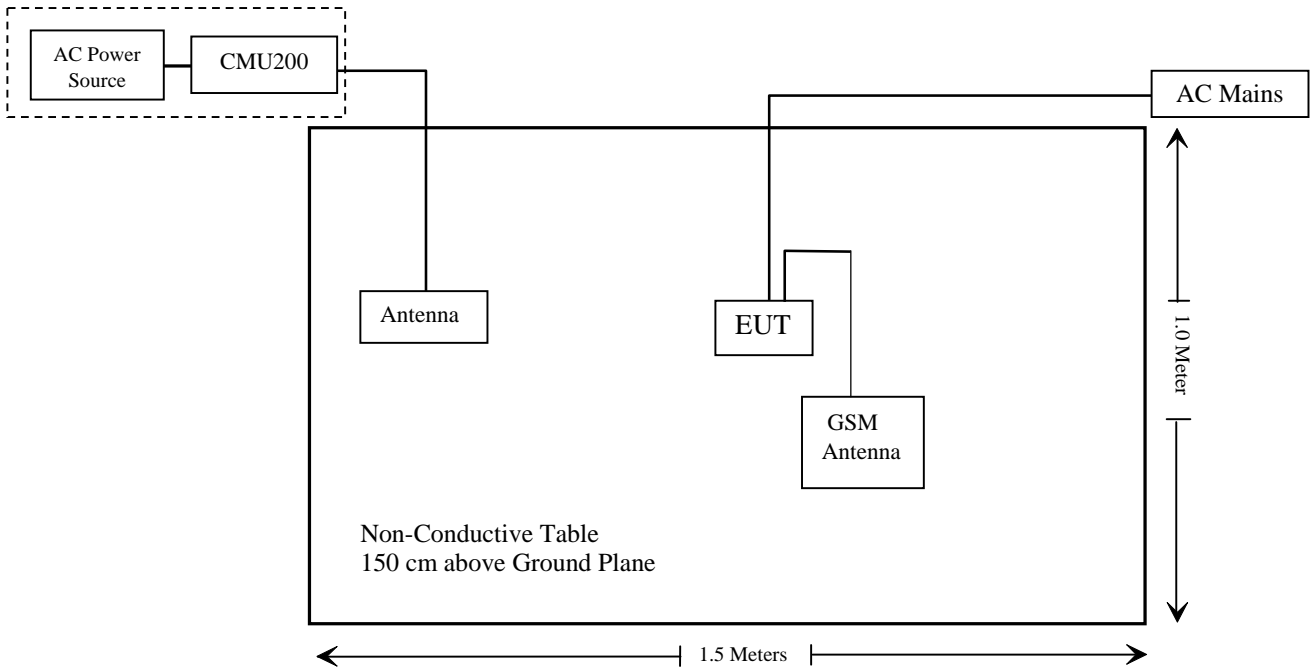 AC Power
Source
CMU200
AC Mains
Antenna
EUT
GSM
Antenna
1.0 Meter
Non-Conductive Table
150 cm above Ground Plane
1.5 Meters